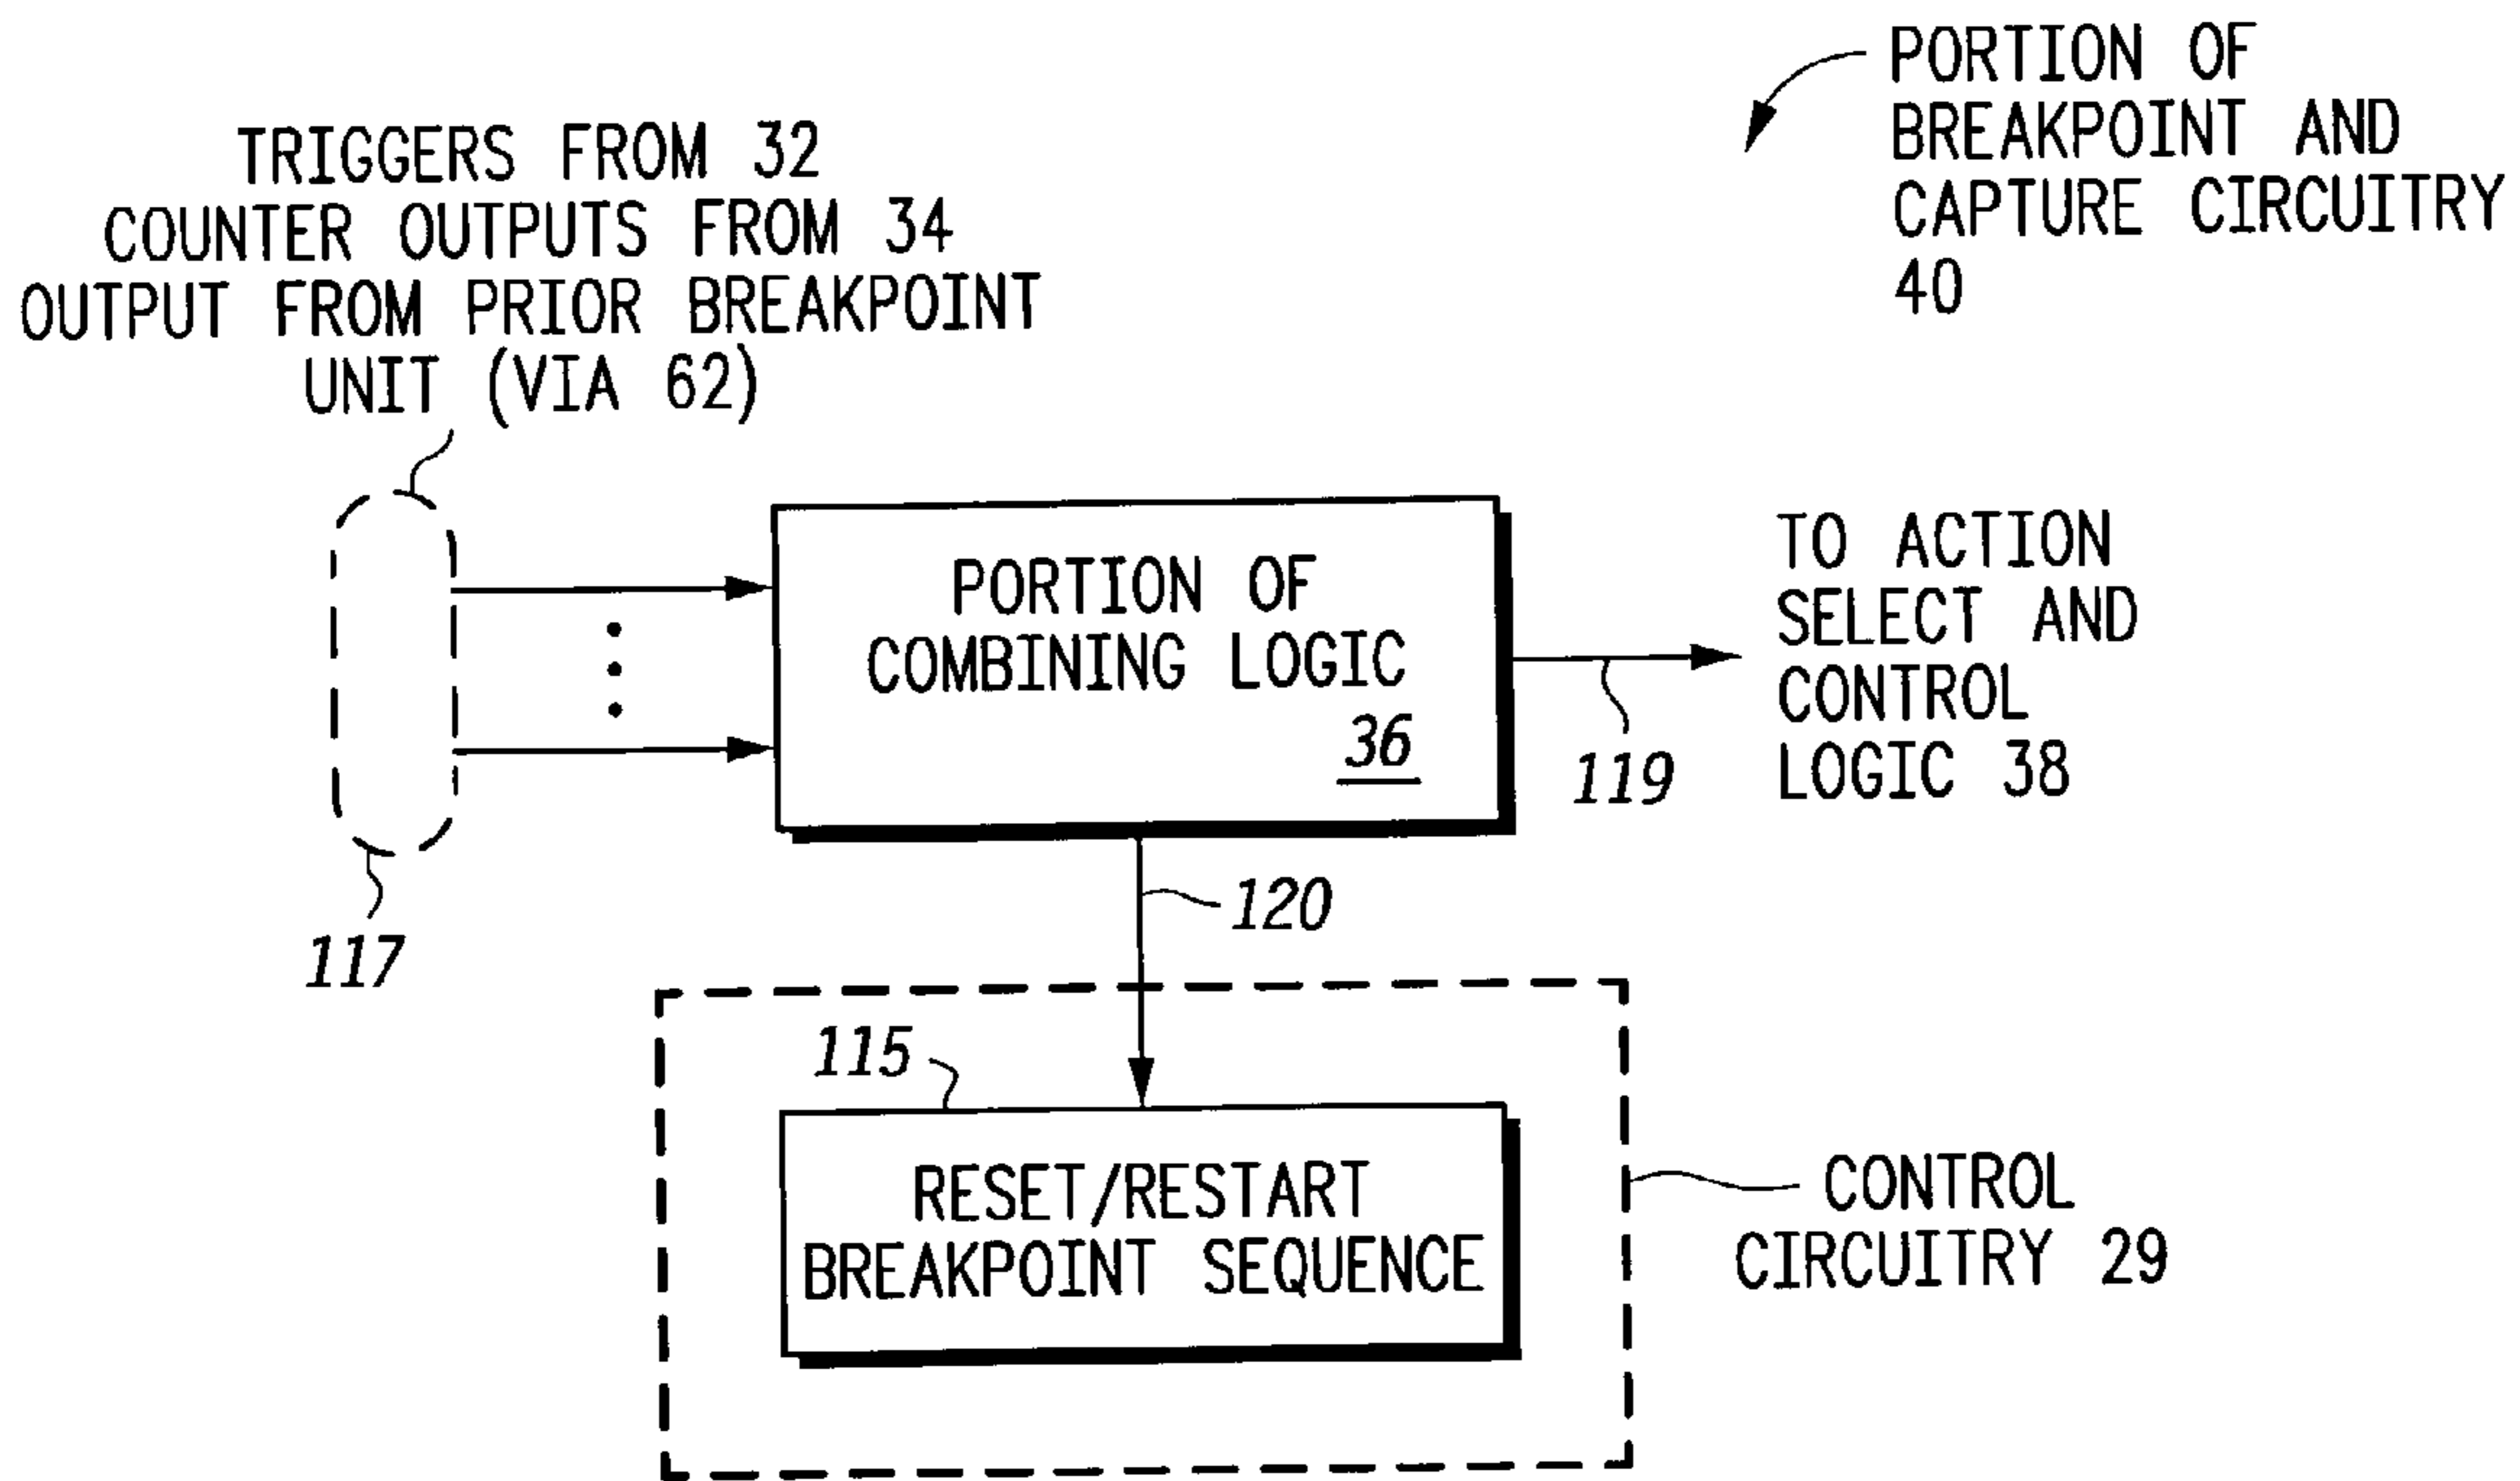 PORTION OF
BREAKPOINT AND
CAPTURE CIRCUITRY
40
TRIGGERS FROM 32
COUNTER OUTPUTS FROM 34
OUTPUT FROM PRIOR BREAKPOINT
UNIT (VIA 62)
PORTION OF
COMBINING LOGIC
36
TO ACTION
SELECT AND
CONTROL
LOGIC 38
119
117
120
115
RESET/RESTART
BREAKPOINT SEQUENCE
CONTROL
CIRCUITRY 29